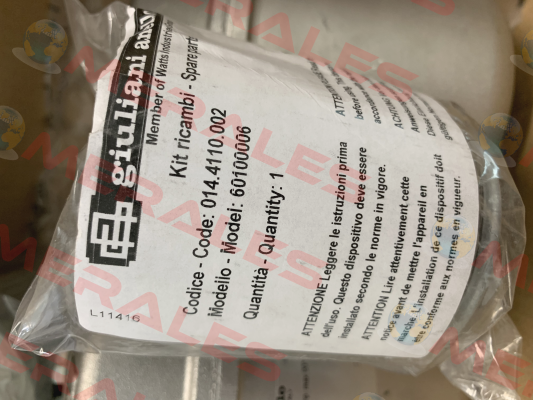 giuliani anello
Member of Watts Industries
Kit ricambi - Spare parts
Codice - Code: 014.4110.002
Modello - Model: 60100006
Quantità - Quantity: 1
ATTENZIONE Leggere le istruzioni prima
dell'uso. Questo dispositivo deve essere
installato secondo le norme in vigore.
ATTENTION Lire attentivement cette
notice avant de mettre l'appareil en
marche. L'installation de ce dispositif doit
être conforme aux normes en vigueur.
L11416
MERALES